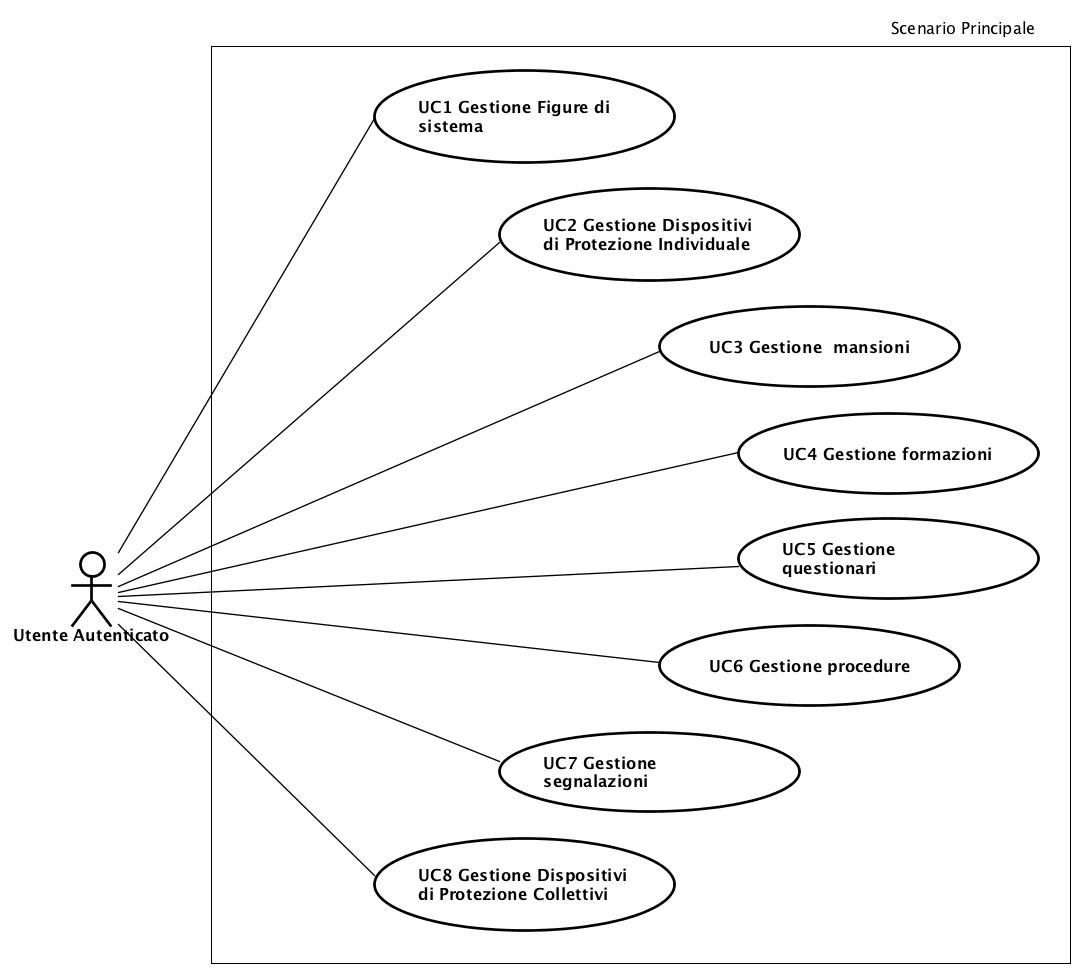 Scenario Principale
UC1 Gestione Figure di
sistema
UC2 Gestione Dispositivi
di Protezione Individuale
UC3 Gestione  mansioni
UC4 Gestione formazioni
UC5 Gestione
questionari
Utente Autenticato
UC6 Gestione procedure
UC7 Gestione
segnalazioni
UC8 Gestione Dispositivi
di Protezione Collettivi